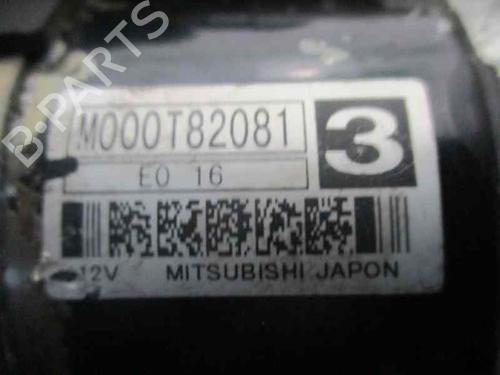 M000T82081
3
E0 16
12V MITSUBISHI JAPON
B-PARTS